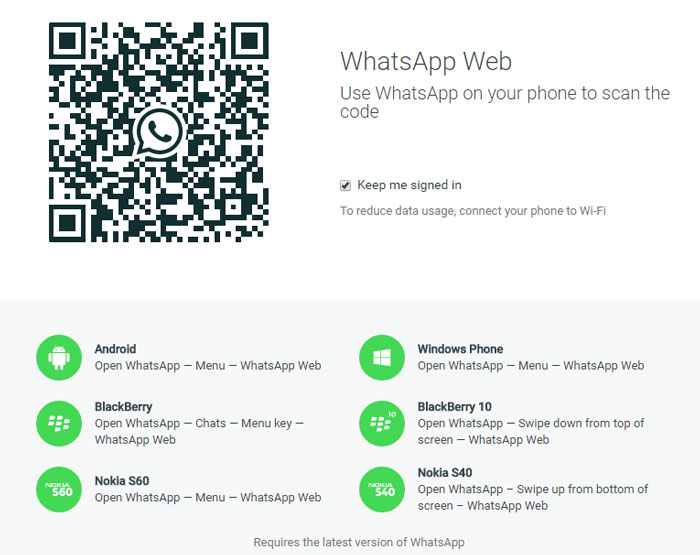 WhatsApp Web
Use WhatsApp on your phone to scan the
code
Keep me signed in
To reduce data usage, connect your phone to Wi-Fi
Android
Open WhatsApp — Menu — WhatsApp Web
Windows Phone
Open WhatsApp — Menu — WhatsApp Web
BlackBerry
Open WhatsApp — Chats — Menu key —
WhatsApp Web
10
BlackBerry 10
Open WhatsApp — Swipe down from top of
screen — WhatsApp Web
NOKIA
S60
Nokia S60
Open WhatsApp — Menu — WhatsApp Web
NOKIA
S40
Nokia S40
Open WhatsApp – Swipe up from bottom of
screen – WhatsApp Web
Requires the latest version of WhatsApp